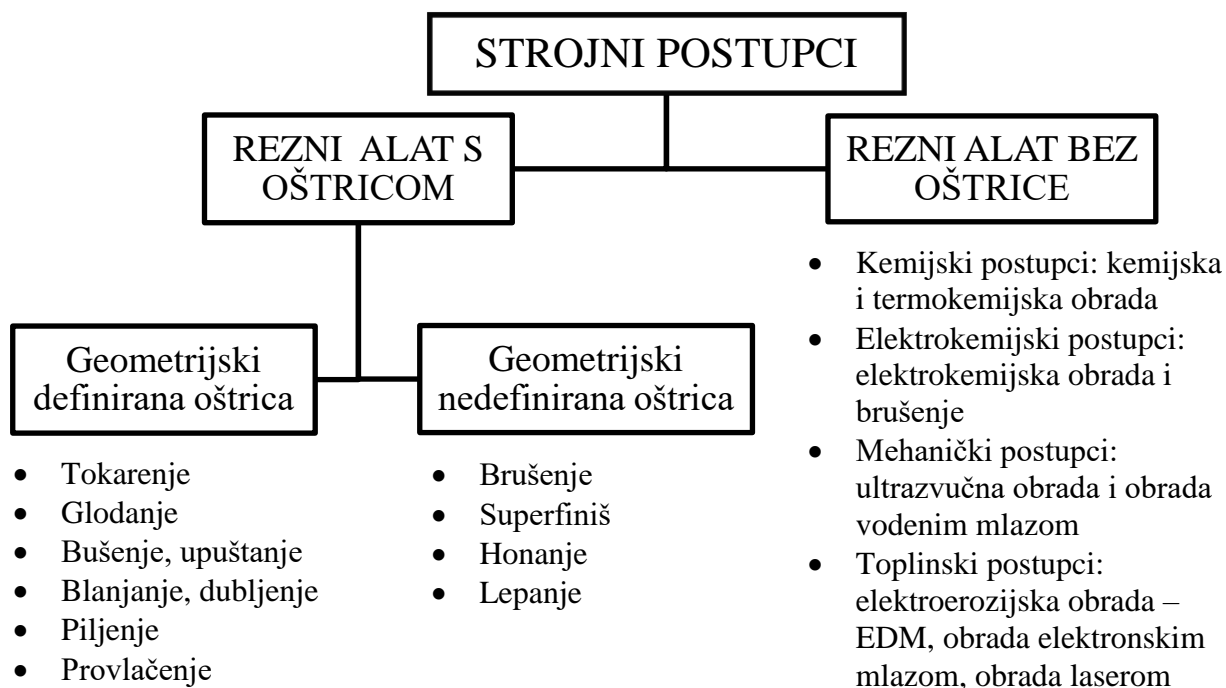 STROJNI POSTUPCI
REZNI ALAT S
OŠTRICOM
REZNI ALAT BEZ
OŠTRICE
Geometrijski
definirana oštrica
Geometrijski
nedefinirana oštrica
• Tokarenje
• Glodanje
• Bušenje, upuštanje
• Blanjanje, dubljenje
• Piljenje
• Provlačenje
• Brušenje
• Superfiniš
• Honanje
• Lepanje
• Kemijski postupci: kemijska
i termokemijska obrada
• Elektrokemijski postupci:
elektrokemijska obrada i
brušenje
• Mehanički postupci:
ultrazvučna obrada i obrada
vodenim mlazom
• Toplinski postupci:
elektroerozijska obrada –
EDM, obrada elektronskim
mlazom, obrada laserom